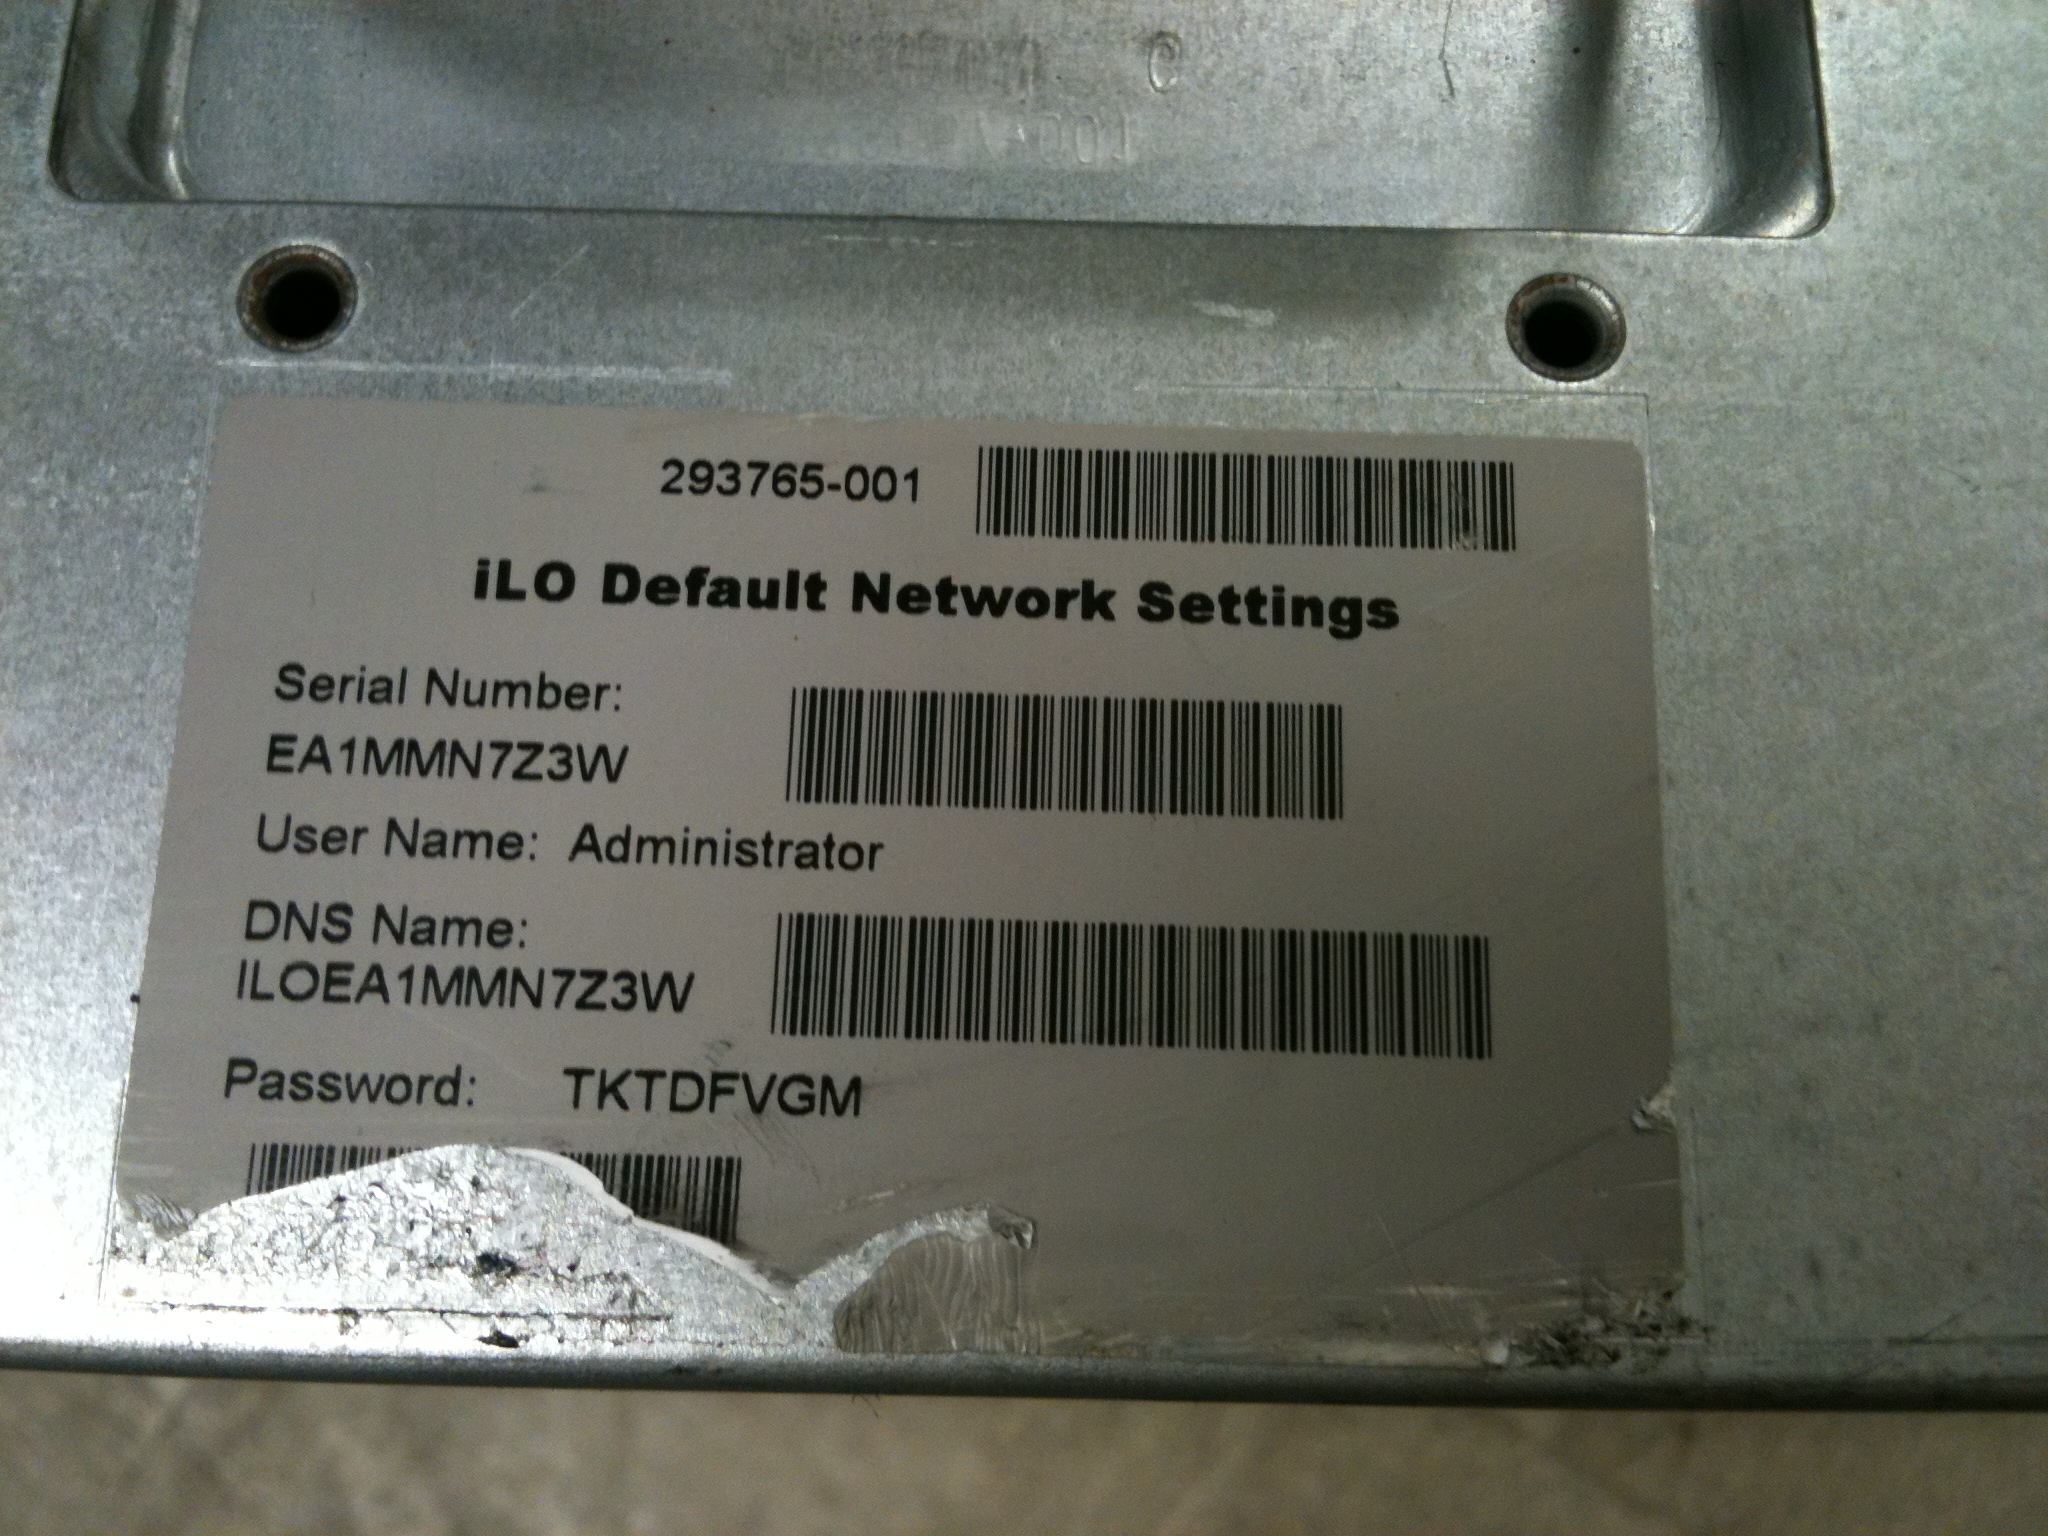 293765-001
iLO Default Network Settings
Serial Number:
EA1MMN7Z3W
User Name: Administrator
DNS Name:
ILOEA1MMN7Z3W
Password: TKTDFVGM